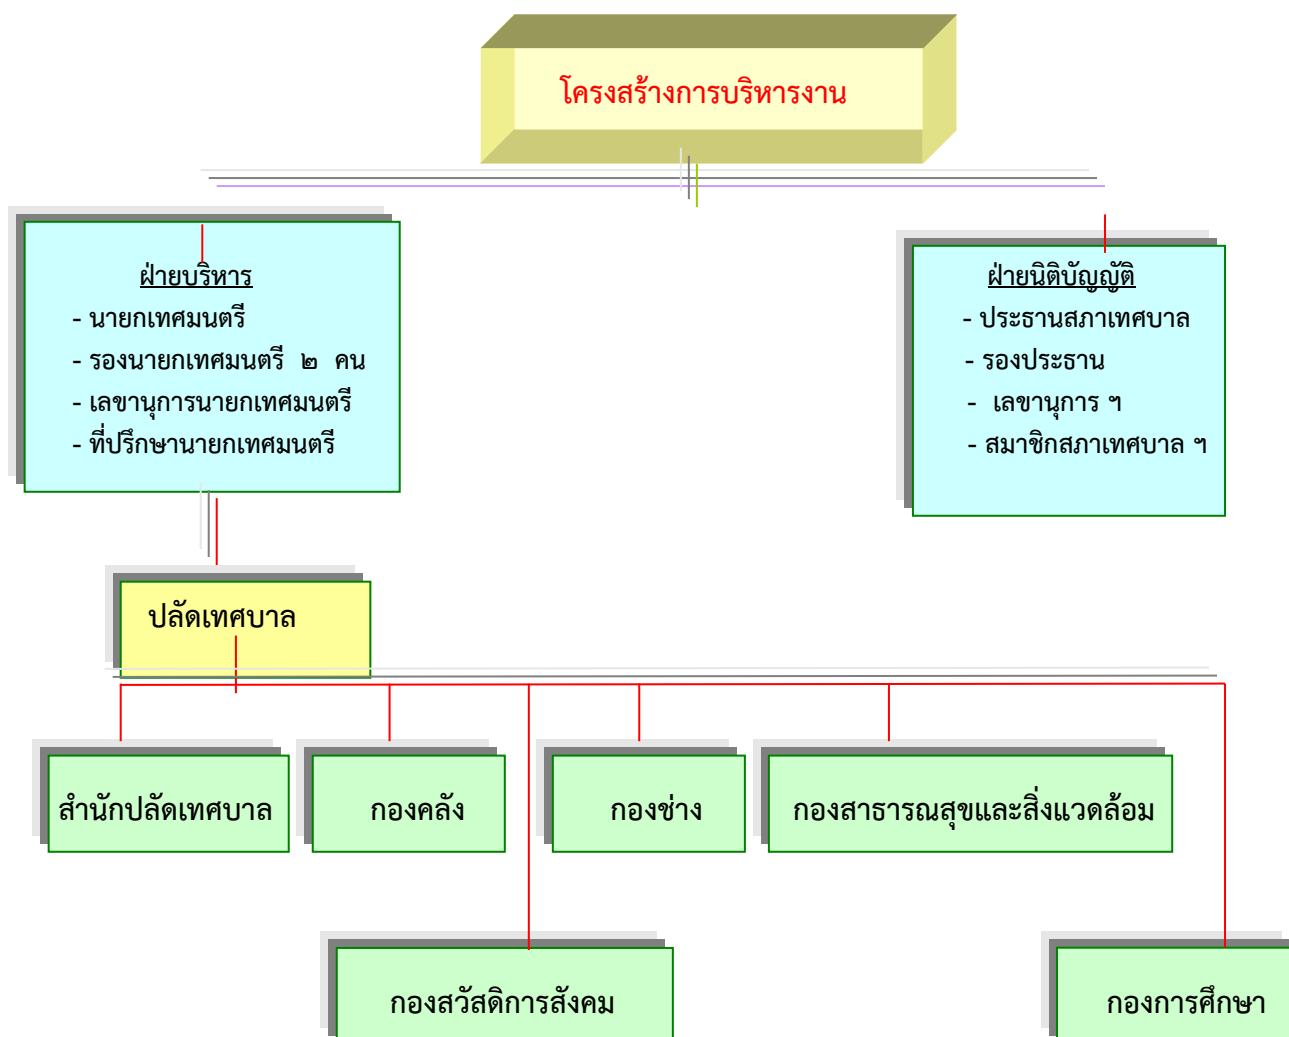 โครงสร้างการบริหารงาน
ฝ่ายบริหาร
- นายกเทศมนตรี
- รองนายกเทศมนตรี ๒ คน
- เลขานุการนายกเทศมนตรี
- ที่ปรึกษานายกเทศมนตรี
ฝ่ายนิติบัญญัติ
- ประธานสภาเทศบาล
- รองประธาน
- เลขานุการ ฯ
- สมาชิกสภาเทศบาล ฯ
ปลัดเทศบาล
สำนักปลัดเทศบาล
กองคลัง
กองช่าง
กองสาธารณสุขและสิ่งแวดล้อม
กองสวัสดิการสังคม
กองการศึกษา